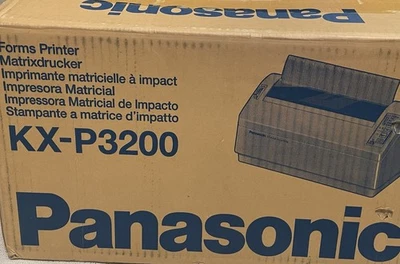 Panasonic
Forms Printer
Matrixdrucker
Imprimante matricielle à impact
Impresora Matricial
Impressora Matricial de Impacto
Stampante a matrice d'impatto
KX-P3200
Panasonic
Panasonic